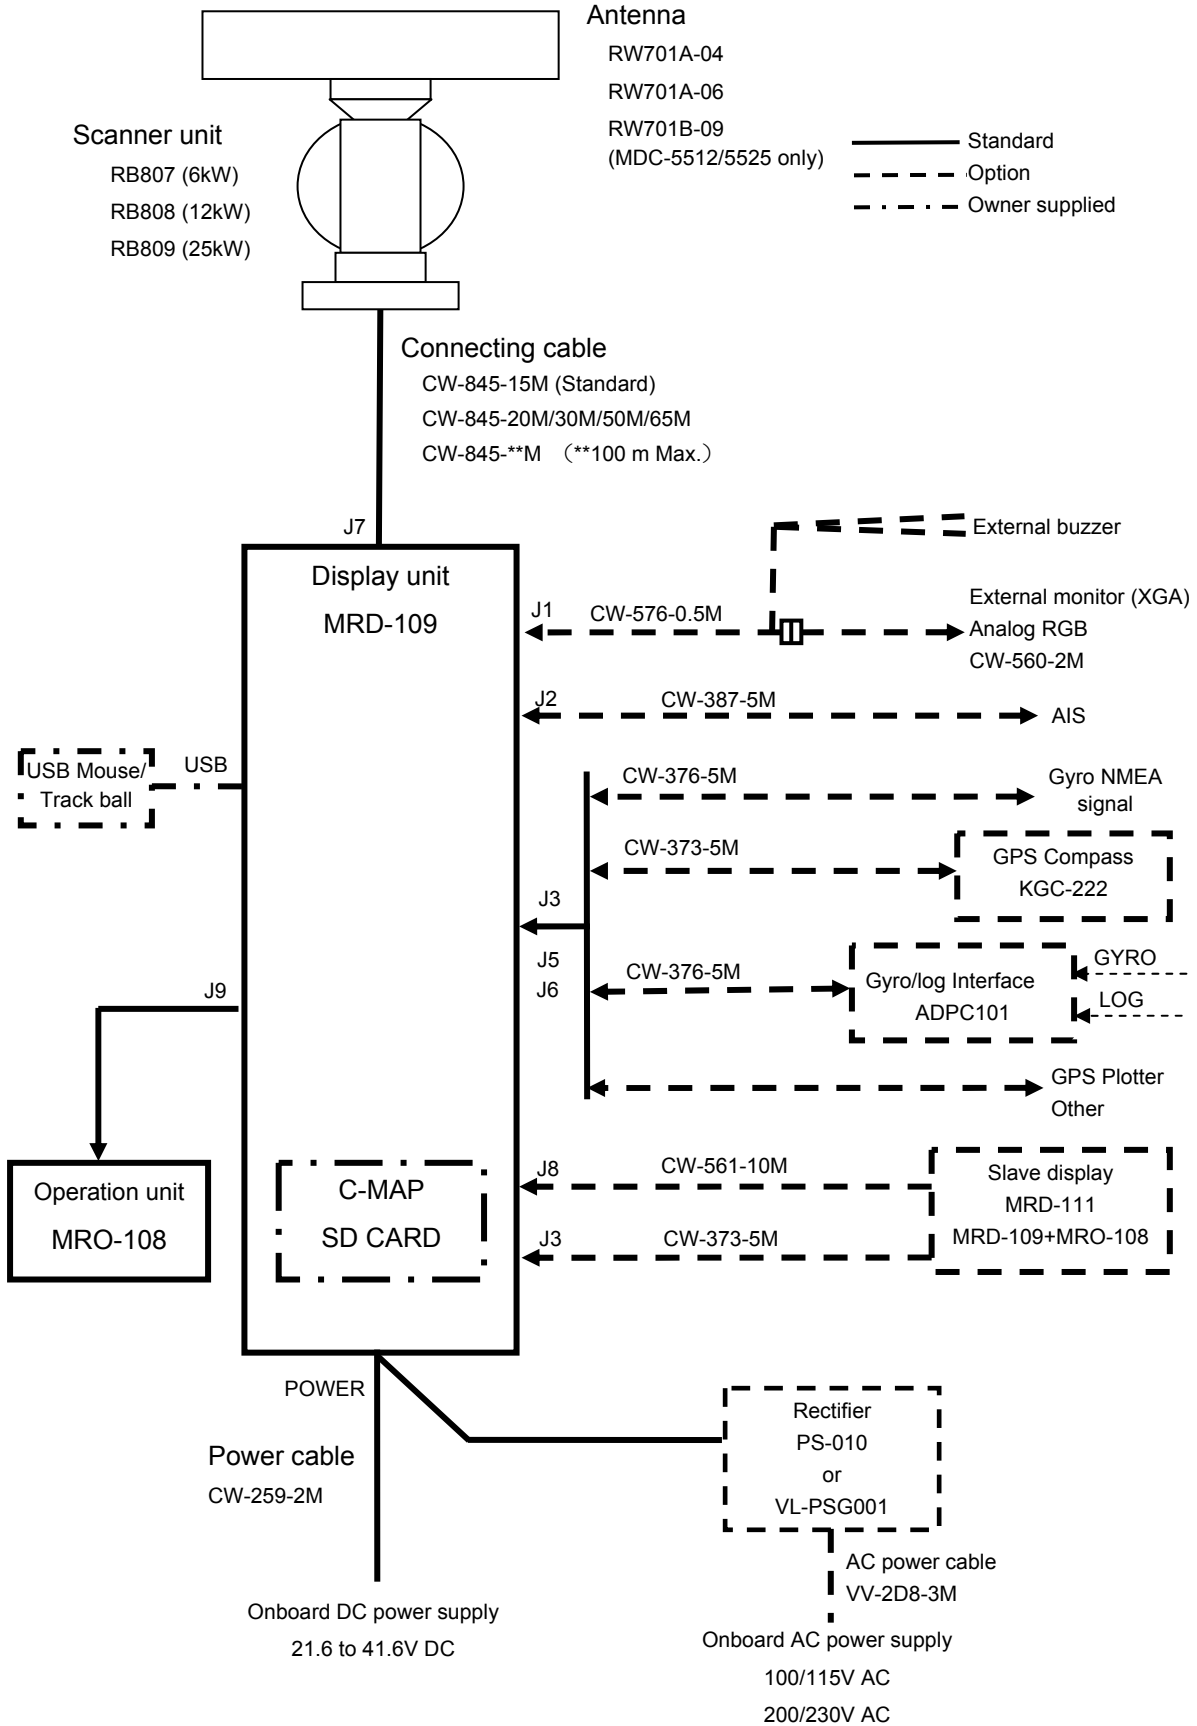 Antenna
RW701A-04
RW701A-06
RW701B-09
(MDC-5512/5525 only)
Scanner unit
RB807 (6kW)
RB808 (12kW)
RB809 (25kW)
Standard
Option
Owner supplied
Connecting cable
CW-845-15M (Standard)
CW-845-20M/30M/50M/65M
CW-845-**M （**100 m Max.）
J7
Display unit
MRD-109
External buzzer
J1
CW-576-0.5M
External monitor (XGA)
Analog RGB
CW-560-2M
J2
CW-387-5M
AIS
USB Mouse/
Track ball
USB
CW-376-5M
Gyro NMEA
signal
CW-373-5M
GPS Compass
KGC-222
J3
J5
J6
CW-376-5M
Gyro/log Interface
ADPC101
GYRO
LOG
J9
GPS Plotter
Other
Operation unit
MRO-108
C-MAP
SD CARD
J8
CW-561-10M
J3
CW-373-5M
Slave display
MRD-111
MRD-109+MRO-108
POWER
Power cable
CW-259-2M
Rectifier
PS-010
or
VL-PSG001
AC power cable
VV-2D8-3M
Onboard DC power supply
21.6 to 41.6V DC
Onboard AC power supply
100/115V AC
200/230V AC